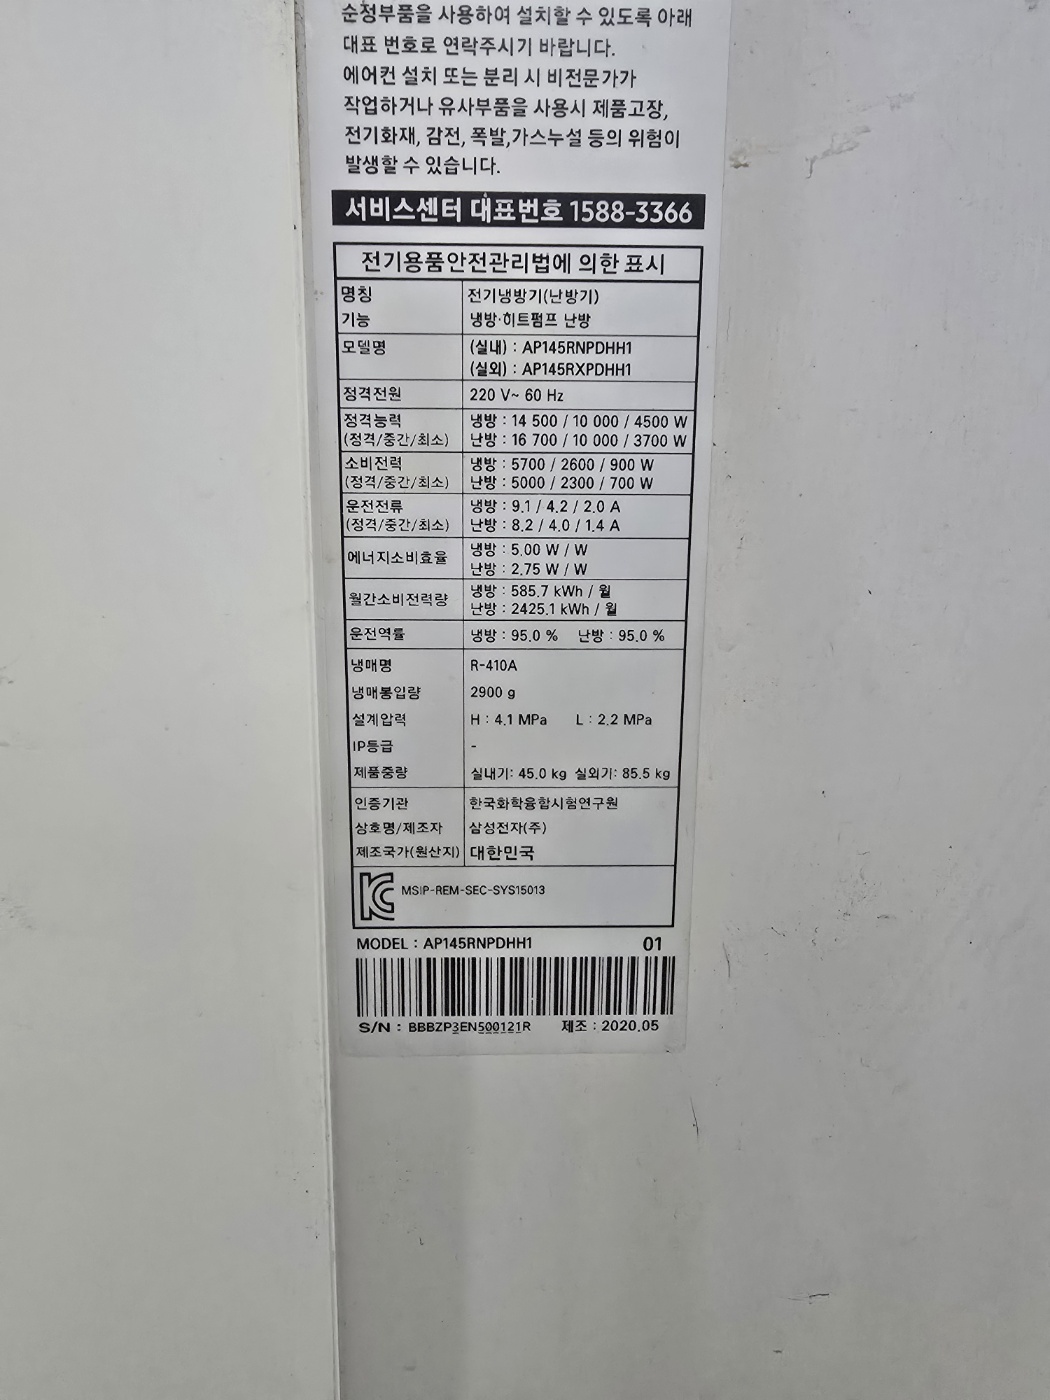 순정부품을 사용하여 설치할 수 있도록 아래
대표 번호로 연락주시기 바랍니다.
에어컨 설치 또는 분리 시 비전문가가
작업하거나 유사부품을 사용시 제품고장,
전기화재, 감전, 폭발,가스누설 등의 위험이
발생할 수 있습니다.
서비스센터 대표번호 1588-3366
전기용품안전관리법에 의한 표시
명칭 전기냉방기(난방기)
기능 냉방·히트펌프 난방
모델명 (실내) : AP145RNPDHH1
(실외) : AP145RXPDHH1
정격전원 220 V~ 60 Hz
정격능력 냉방 : 14 500 / 10 000 / 4500 W
(정격/중간/최소) 난방 : 16 700 / 10 000 / 3700 W
소비전력 냉방 : 5700 / 2600 / 900 W
(정격/중간/최소) 난방 : 5000 / 2300 / 700 W
운전전류 냉방 : 9.1 / 4.2 / 2.0 A
(정격/중간/최소) 난방 : 8.2 / 4.0 / 1.4 A
에너지소비효율 냉방 : 5.00 W / W
난방 : 2.75 W / W
월간소비전력량 냉방 : 585.7 kWh / 월
난방 : 2425.1 kWh / 월
운전역률 냉방 : 95.0 % 난방 : 95.0 %
냉매명 R-410A
냉매봉입량 2900 g
설계압력 H : 4.1 MPa L : 2.2 MPa
IP등급 -
제품중량 실내기: 45.0 kg 실외기: 85.5 kg
인증기관 한국화학융합시험연구원
상호명/제조자 삼성전자(주)
제조국가(원산지) 대한민국
KC MSIP-REM-SEC-SYS15013
MODEL : AP145RNPDHH1 01
S/N : BBBZP3EN500121R 제조 : 2020.05